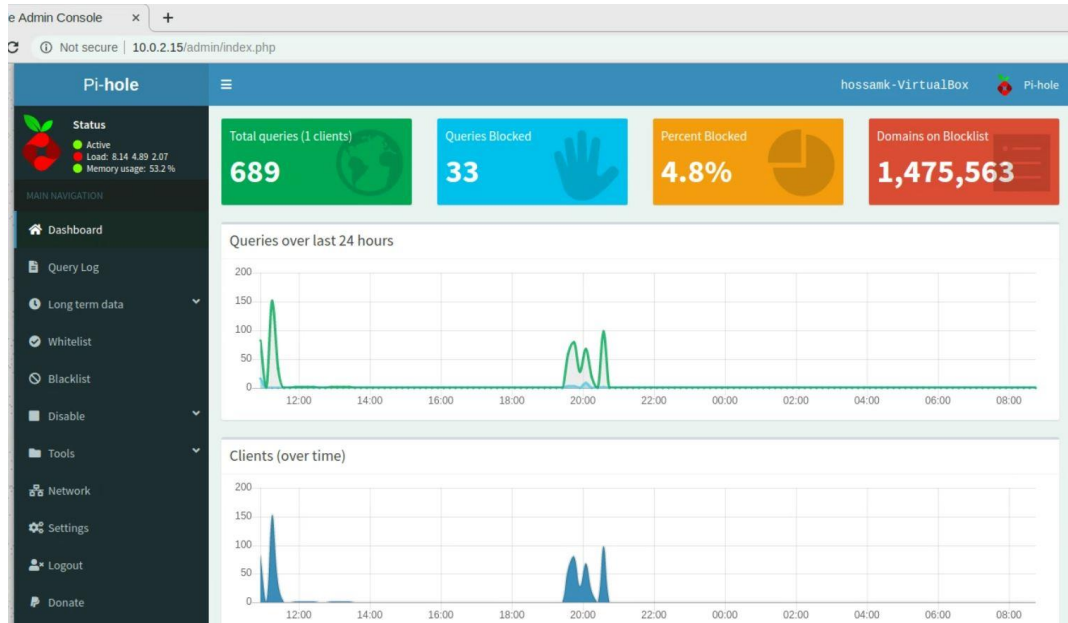 e Admin Console × +
Not secure | 10.0.2.15/admin/index.php
Pi-hole
hossamk-VirtualBox
Pi-hole
Status
Active
Load: 8.14 4.89 2.07
Memory usage: 53.2 %
MAIN NAVIGATION
Dashboard
Query Log
Long term data
Whitelist
Blacklist
Disable
Tools
Network
Settings
Logout
Donate
Total queries (1 clients)
689
Queries Blocked
33
Percent Blocked
4.8%
Domains on Blocklist
1,475,563
Queries over last 24 hours
200
150
100
50
0
12:00 14:00 16:00 18:00 20:00 22:00 00:00 02:00 04:00 06:00 08:00
Clients (over time)
200
150
100
50
0
12:00 14:00 16:00 18:00 20:00 22:00 00:00 02:00 04:00 06:00 08:00